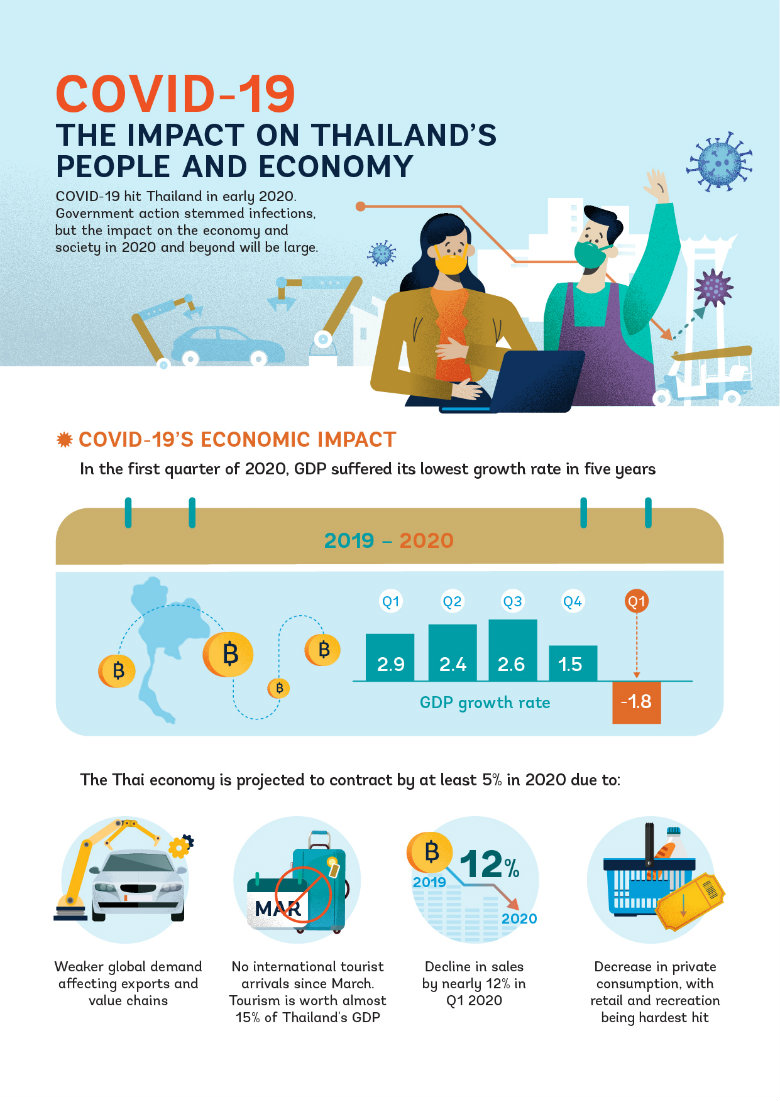 COVID-19
THE IMPACT ON THAILAND'S
PEOPLE AND ECONOMY
COVID-19 hit Thailand in early 2020.
Government action stemmed infections,
but the impact on the economy and
society in 2020 and beyond will be large.
COVID-19'S ECONOMIC IMPACT
In the first quarter of 2020, GDP suffered its lowest growth rate in five years
2019 – 2020
Q1 Q2 Q3 Q4 Q1
฿ ฿ ฿ ฿
2.9 2.4 2.6 1.5
-1.8
GDP growth rate
The Thai economy is projected to contract by at least 5% in 2020 due to:
MAR
฿
12%
2019
2020
Weaker global demand
affecting exports and
value chains
No international tourist
arrivals since March.
Tourism is worth almost
15% of Thailand's GDP
Decline in sales
by nearly 12% in
Q1 2020
Decrease in private
consumption, with
retail and recreation
being hardest hit